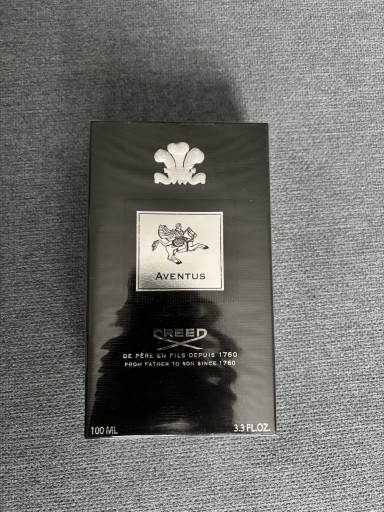 AVENTUS
CREED
DE PÈRE EN FILS DEPUIS 1760
FROM FATHER TO SON SINCE 1760
100 ML 3.3 FL.OZ.